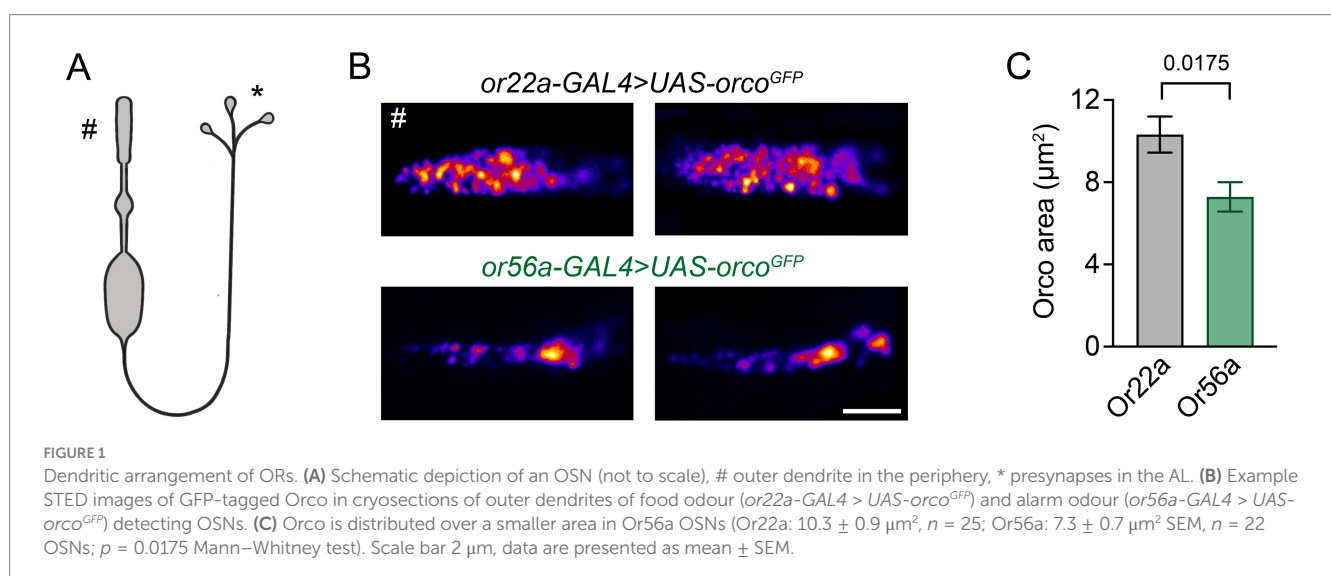 A
#
*
B
or22a-GAL4>UAS-orco^GFP
#
or56a-GAL4>UAS-orco^GFP
C
0.0175
12
8
4
0
Orco area (µm²)
Or22a
Or56a
FIGURE 1
Dendritic arrangement of ORs. (A) Schematic depiction of an OSN (not to scale), # outer dendrite in the periphery, * presynapses in the AL. (B) Example
STED images of GFP-tagged Orco in cryosections of outer dendrites of food odour (or22a-GAL4 > UAS-orco^GFP) and alarm odour (or56a-GAL4 > UAS-
orco^GFP) detecting OSNs. (C) Orco is distributed over a smaller area in Or56a OSNs (Or22a: 10.3 ± 0.9 µm², n = 25; Or56a: 7.3 ± 0.7 µm² SEM, n = 22
OSNs; p = 0.0175 Mann–Whitney test). Scale bar 2 µm, data are presented as mean ± SEM.